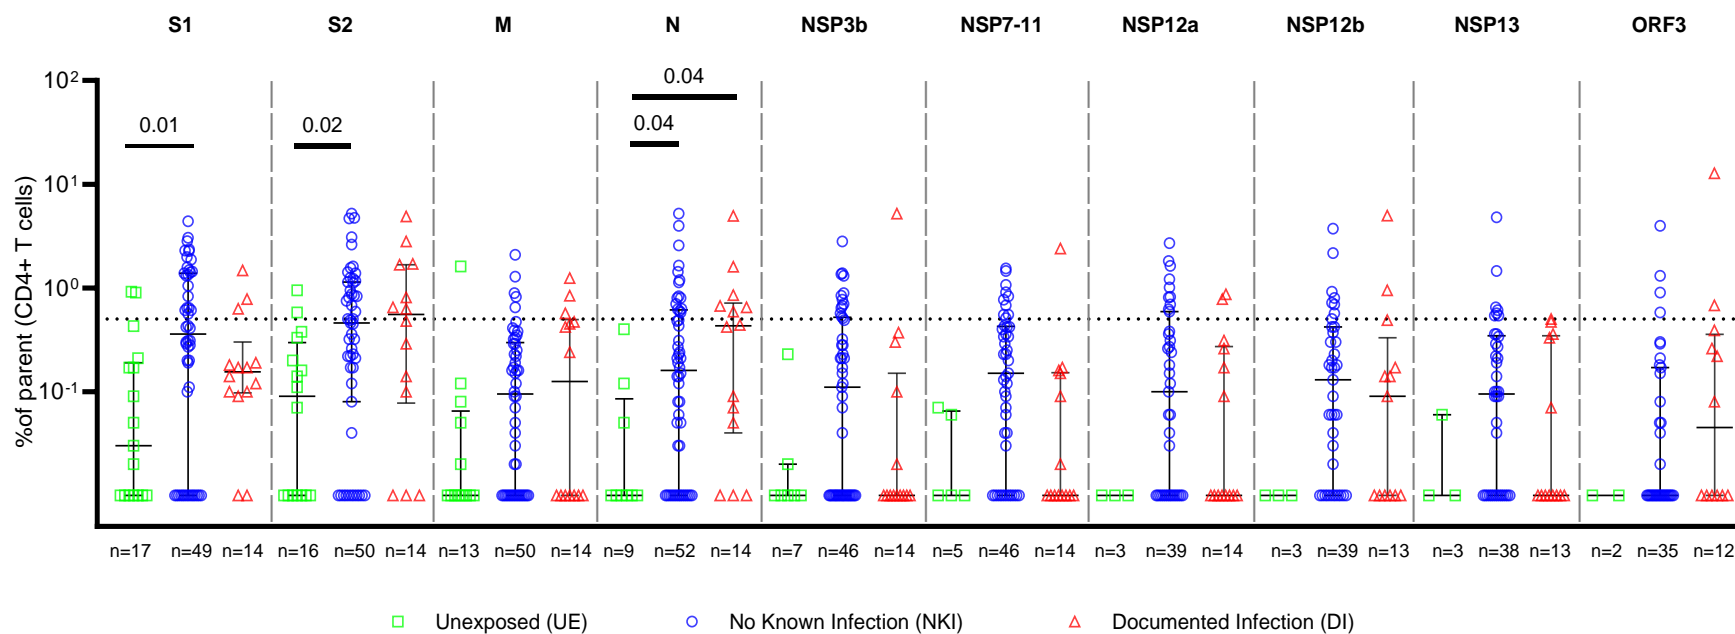 S1 S2 M N NSP3b NSP7-11 NSP12a NSP12b NSP13 ORF3
%of parent (CD4+ T cells)
10²
10¹
10⁰
10⁻¹
0.01
0.02
0.04
0.04
n=17 n=49 n=14 n=16 n=50 n=14 n=13 n=50 n=14 n=9 n=52 n=14 n=7 n=46 n=14 n=5 n=46 n=14 n=3 n=39 n=14 n=3 n=39 n=13 n=3 n=38 n=13 n=2 n=35 n=12
Unexposed (UE) No Known Infection (NKI) Documented Infection (DI)